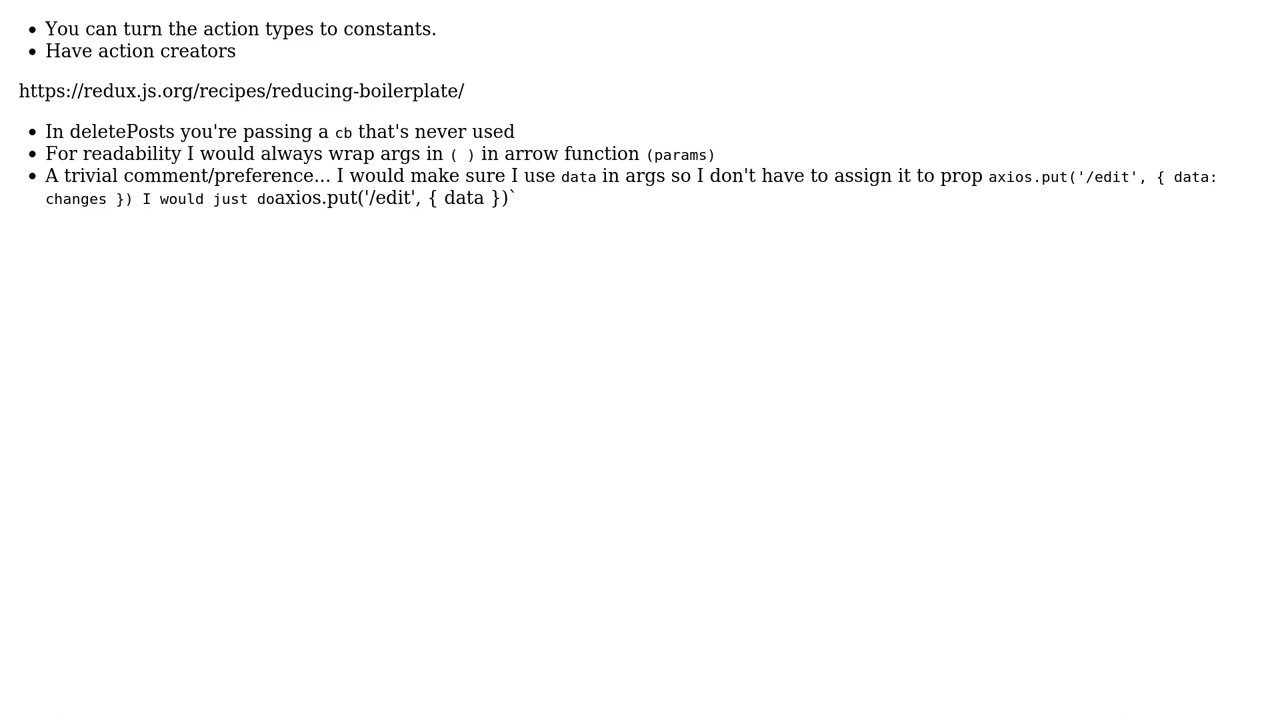 • You can turn the action types to constants.
• Have action creators
https://redux.js.org/recipes/reducing-boilerplate/
• In deletePosts you're passing a cb that's never used
• For readability I would always wrap args in ( ) in arrow function (params)
• A trivial comment/preference... I would make sure I use data in args so I don't have to assign it to prop axios.put('/edit', { data:
changes }) I would just doaxios.put('/edit', { data })`